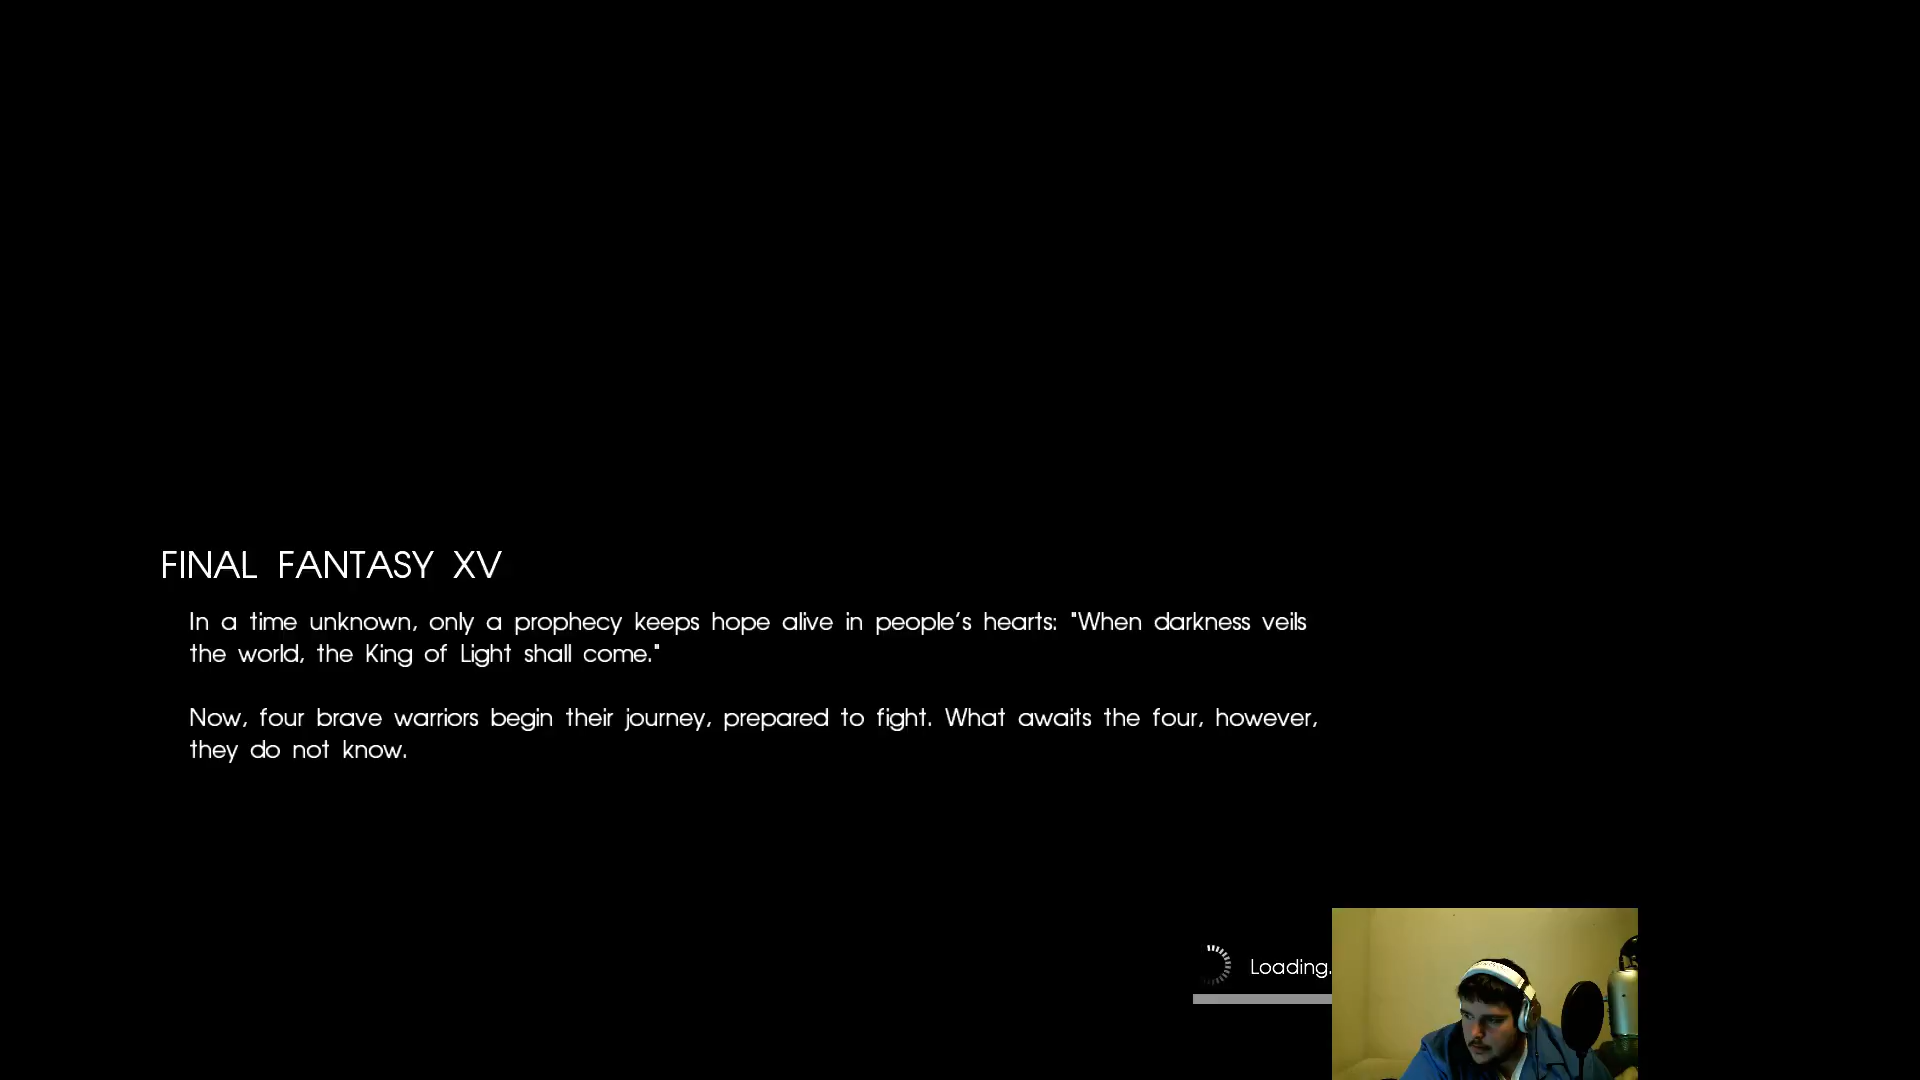 FINAL FANTASY XV
In a time unknown, only a prophecy keeps hope alive in people's hearts: "When darkness veils
the world, the King of Light shall come."
Now, four brave warriors begin their journey, prepared to fight. What awaits the four, however,
they do not know.
Loading.